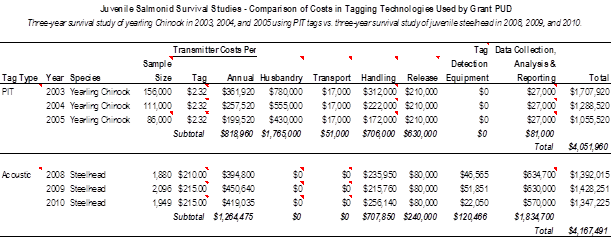 Juvenile Salmonid Survival Studies - Comparison of Costs in Tagging Technologies Used by Grant PUD
Three-year survival study of yearling Chinook in 2003, 2004, and 2005 using PIT tags vs. three-year survival study of juvenile steelhead in 2008, 2009, and 2010.
Transmitter Costs Per Tag Data Collection,
Sample Detection Analysis &
Tag Type Year Species Size Tag Annual Husbandry Transport Handling Release Equipment Reporting Total
PIT 2003 Yearling Chinook 156,000 $2.32 $361,920 $780,000 $17,000 $312,000 $210,000 $0 $27,000 $1,707,920
2004 Yearling Chinook 111,000 $2.32 $257,520 $555,000 $17,000 $222,000 $210,000 $0 $27,000 $1,288,520
2005 Yearling Chinook 86,000 $2.32 $199,520 $430,000 $17,000 $172,000 $210,000 $0 $27,000 $1,055,520
Subtotal $818,960 $1,765,000 $51,000 $706,000 $630,000 $0 $81,000
Total $4,051,960
Acoustic 2008 Steelhead 1,880 $210.00 $394,800 $0 $0 $235,950 $80,000 $46,565 $634,700 $1,392,015
2009 Steelhead 2,096 $215.00 $450,640 $0 $0 $215,760 $80,000 $51,851 $630,000 $1,428,251
2010 Steelhead 1,949 $215.00 $419,035 $0 $0 $256,140 $80,000 $22,050 $570,000 $1,347,225
Subtotal $1,264,475 $0 $0 $707,850 $240,000 $120,466 $1,834,700
Total $4,167,491